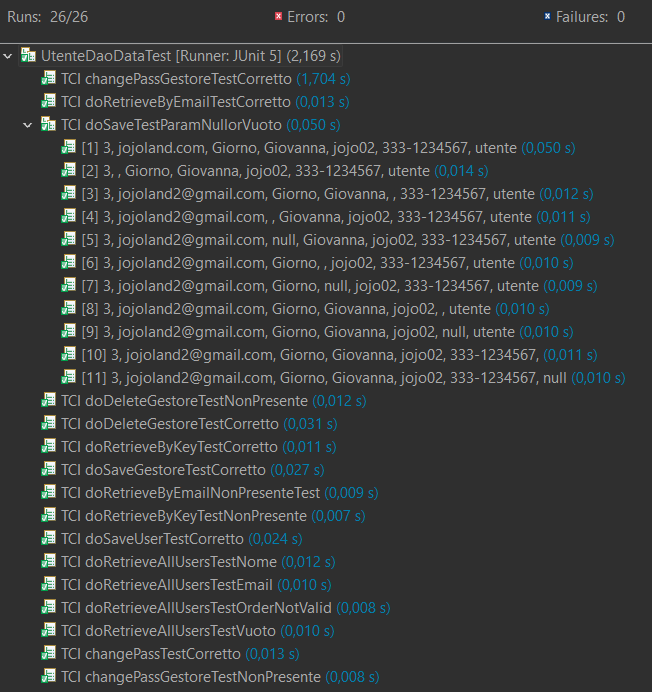 Runs: 26/26 Errors: 0 Failures: 0
UtenteDaoDataTest [Runner: JUnit 5] (2,169 s)
TCI changePassGestoreTestCorretto (1,704 s)
TCI doRetrieveByEmailTestCorretto (0,013 s)
TCI doSaveTestParamNullorVuoto (0,050 s)
[1] 3, jojoland.com, Giorno, Giovanna, jojo02, 333-1234567, utente (0,050 s)
[2] 3, , Giorno, Giovanna, jojo02, 333-1234567, utente (0,014 s)
[3] 3, jojoland2@gmail.com, Giorno, Giovanna, , 333-1234567, utente (0,012 s)
[4] 3, jojoland2@gmail.com, , Giovanna, jojo02, 333-1234567, utente (0,011 s)
[5] 3, jojoland2@gmail.com, null, Giovanna, jojo02, 333-1234567, utente (0,009 s)
[6] 3, jojoland2@gmail.com, Giorno, , jojo02, 333-1234567, utente (0,010 s)
[7] 3, jojoland2@gmail.com, Giorno, null, jojo02, 333-1234567, utente (0,009 s)
[8] 3, jojoland2@gmail.com, Giorno, Giovanna, jojo02, , utente (0,010 s)
[9] 3, jojoland2@gmail.com, Giorno, Giovanna, jojo02, null, utente (0,010 s)
[10] 3, jojoland2@gmail.com, Giorno, Giovanna, jojo02, 333-1234567, (0,011 s)
[11] 3, jojoland2@gmail.com, Giorno, Giovanna, jojo02, 333-1234567, null (0,010 s)
TCI doDeleteGestoreTestNonPresente (0,012 s)
TCI doDeleteGestoreTestCorretto (0,031 s)
TCI doRetrieveByKeyTestCorretto (0,011 s)
TCI doSaveGestoreTestCorretto (0,027 s)
TCI doRetrieveByEmailNonPresenteTest (0,009 s)
TCI doRetrieveByKeyTestNonPresente (0,007 s)
TCI doSaveUserTestCorretto (0,024 s)
TCI doRetrieveAllUsersTestNome (0,012 s)
TCI doRetrieveAllUsersTestEmail (0,010 s)
TCI doRetrieveAllUsersTestOrderNotValid (0,008 s)
TCI doRetrieveAllUsersTestVuoto (0,010 s)
TCI changePassTestCorretto (0,013 s)
TCI changePassGestoreTestNonPresente (0,008 s)